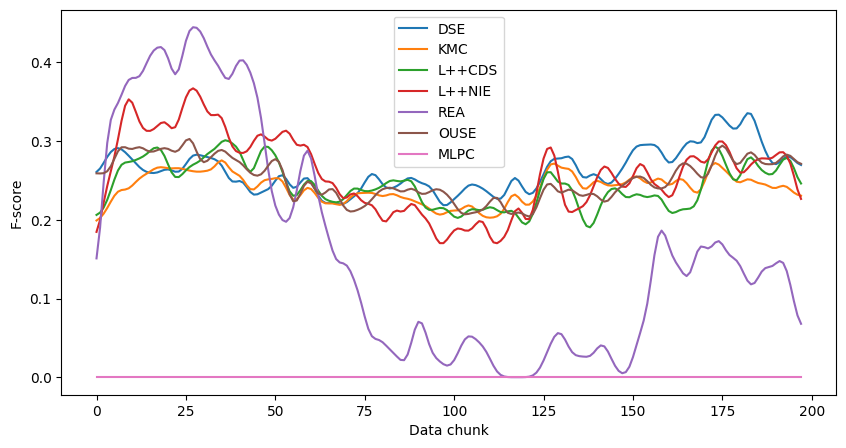 DSE
KMC
L++CDS
L++NIE
REA
OUSE
MLPC
F-score
0.4
0.3
0.2
0.1
0.0
0 25 50 75 100 125 150 175 200
Data chunk